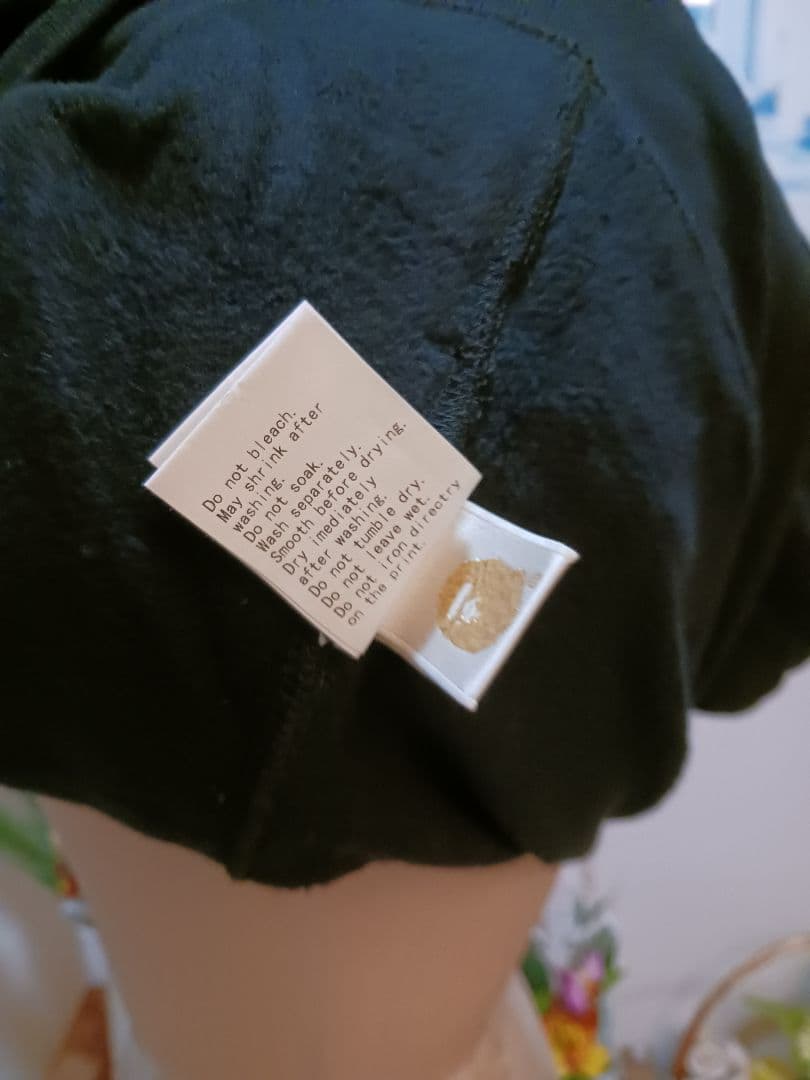 Do not bleach.
May shrink after
washing.
Do not soak.
Wash separately.
Smooth before drying.
Dry imediately
after washing.
Do not tumble dry.
Do not leave wet.
Do not iron directry
on the print.